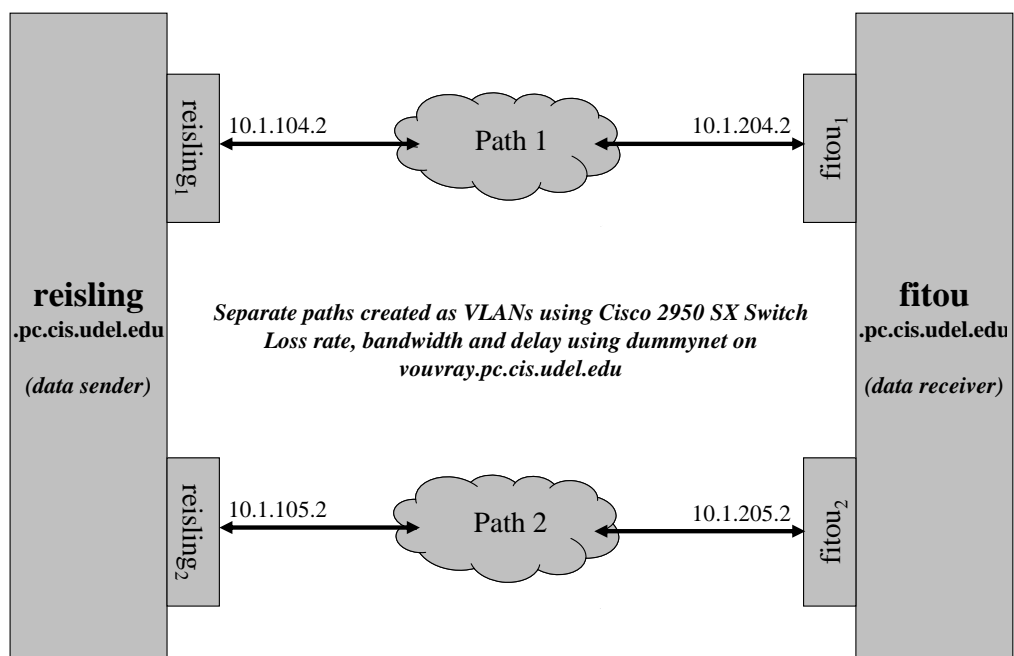 reisling₁
10.1.104.2
Path 1
10.1.204.2
fitou₁
reisling
.pc.cis.udel.edu
(data sender)
Separate paths created as VLANs using Cisco 2950 SX Switch
Loss rate, bandwidth and delay using dummynet on
vouvray.pc.cis.udel.edu
fitou
.pc.cis.udel.edu
(data receiver)
reisling₂
10.1.105.2
Path 2
10.1.205.2
fitou₂